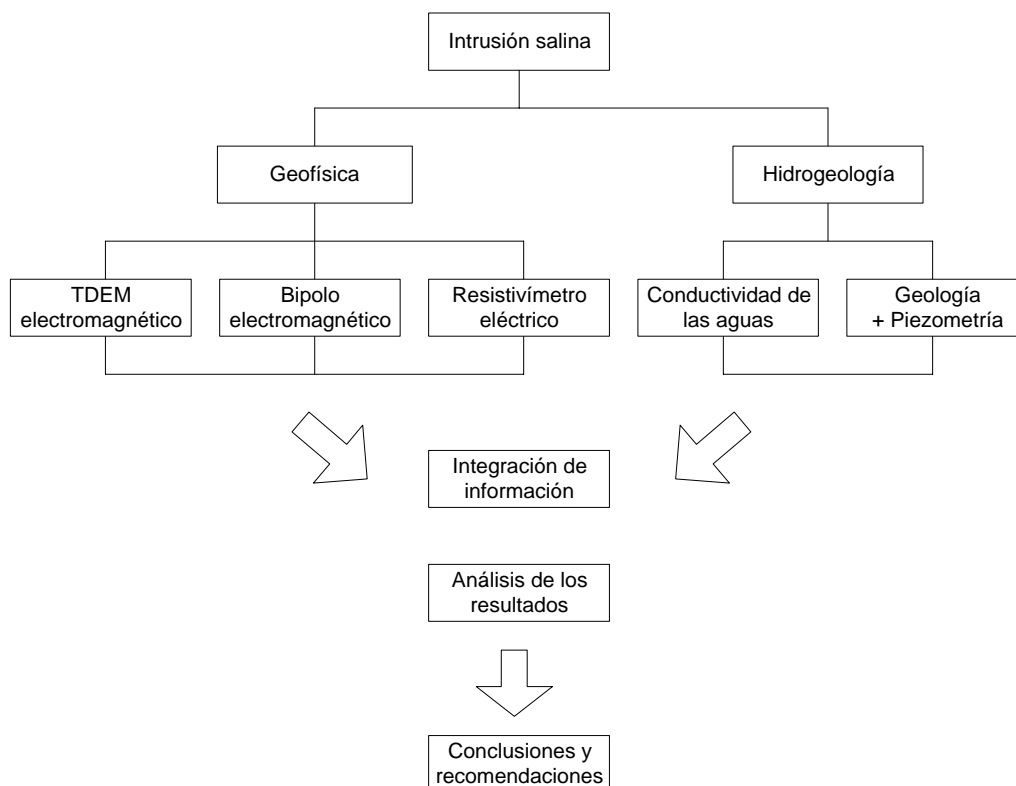 Intrusión salina
Geofísica
Hidrogeología
TDEM
electromagnético
Bipolo
electromagnético
Resistivímetro
eléctrico
Conductividad de
las aguas
Geología
+ Piezometría
Integración de
información
Análisis de los
resultados
Conclusiones y
recomendaciones